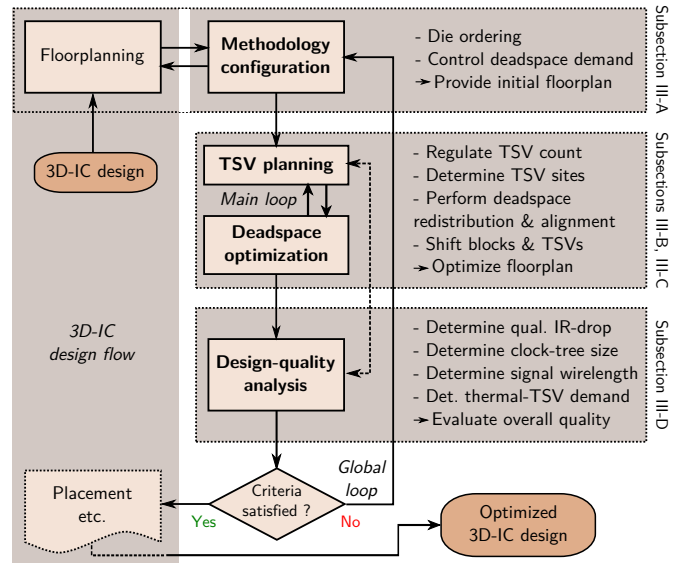 Floorplanning
Methodology
configuration
- Die ordering
- Control deadspace demand
→ Provide initial floorplan
Subsection III-A
3D-IC design
TSV planning
Main loop
Deadspace
optimization
- Regulate TSV count
- Determine TSV sites
- Perform deadspace
redistribution & alignment
- Shift blocks & TSVs
→ Optimize floorplan
Subsections III-B, III-C
3D-IC
design flow
Design-quality
analysis
- Determine qual. IR-drop
- Determine clock-tree size
- Determine signal wirelength
- Det. thermal-TSV demand
→ Evaluate overall quality
Subsection III-D
Placement
etc.
Yes
Criteria
satisfied ?
No
Global
loop
Optimized
3D-IC design